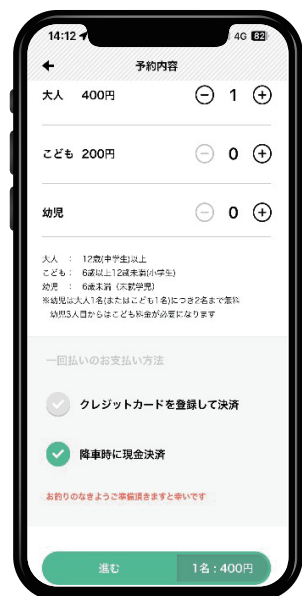 14:12 4G 82
予約内容
大人 400円 1
こども 200円 0
幼児 0
大人 : 12歳(中学生)以上
こども : 6歳以上12歳未満(小学生)
幼児 : 6歳未満 (未就学児)
※幼児は大人1名(またはこども1名)につき2名まで無料
幼児3人目からはこども料金が必要になります
一回払いのお支払い方法
クレジットカードを登録して決済
降車時に現金決済
お釣りのなきようご準備頂きますと幸いです
進む 1名：400円